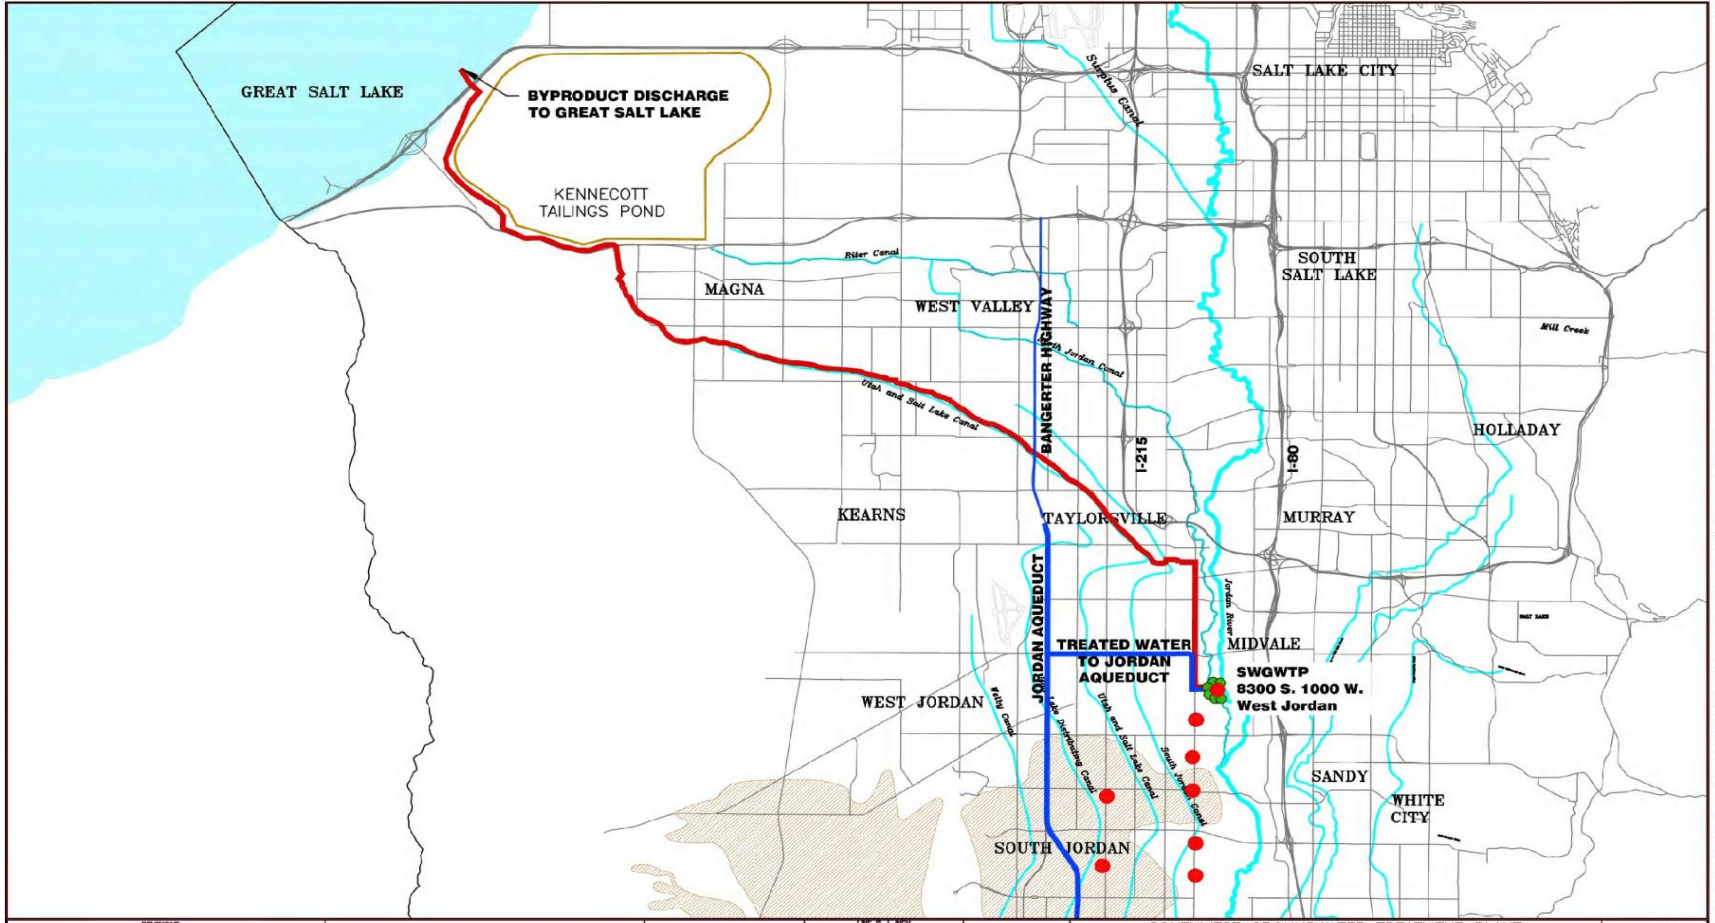 SALT LAKE CITY
GREAT SALT LAKE
Surplus Canal
BYPRODUCT DISCHARGE
TO GREAT SALT LAKE
KENNECOTT
TAILINGS POND
Riter Canal
SOUTH
SALT LAKE
MAGNA
WEST VALLEY
BANGERTER HIGHWAY
Mill Creek
North Jordan Canal
Utah and Salt Lake Canal
HOLLADAY
I-215
I-80
KEARNS
TAYLORSVILLE
MURRAY
JORDAN AQUEDUCT
Jordan River
TREATED WATER
TO JORDAN
AQUEDUCT
MIDVALE
SWGWTP
8300 S. 1000 W.
West Jordan
WEST JORDAN
Welby Canal
Lake Distributing Canal
Utah and Salt Lake Canal
South Jordan Canal
SANDY
WHITE
CITY
SOUTH JORDAN